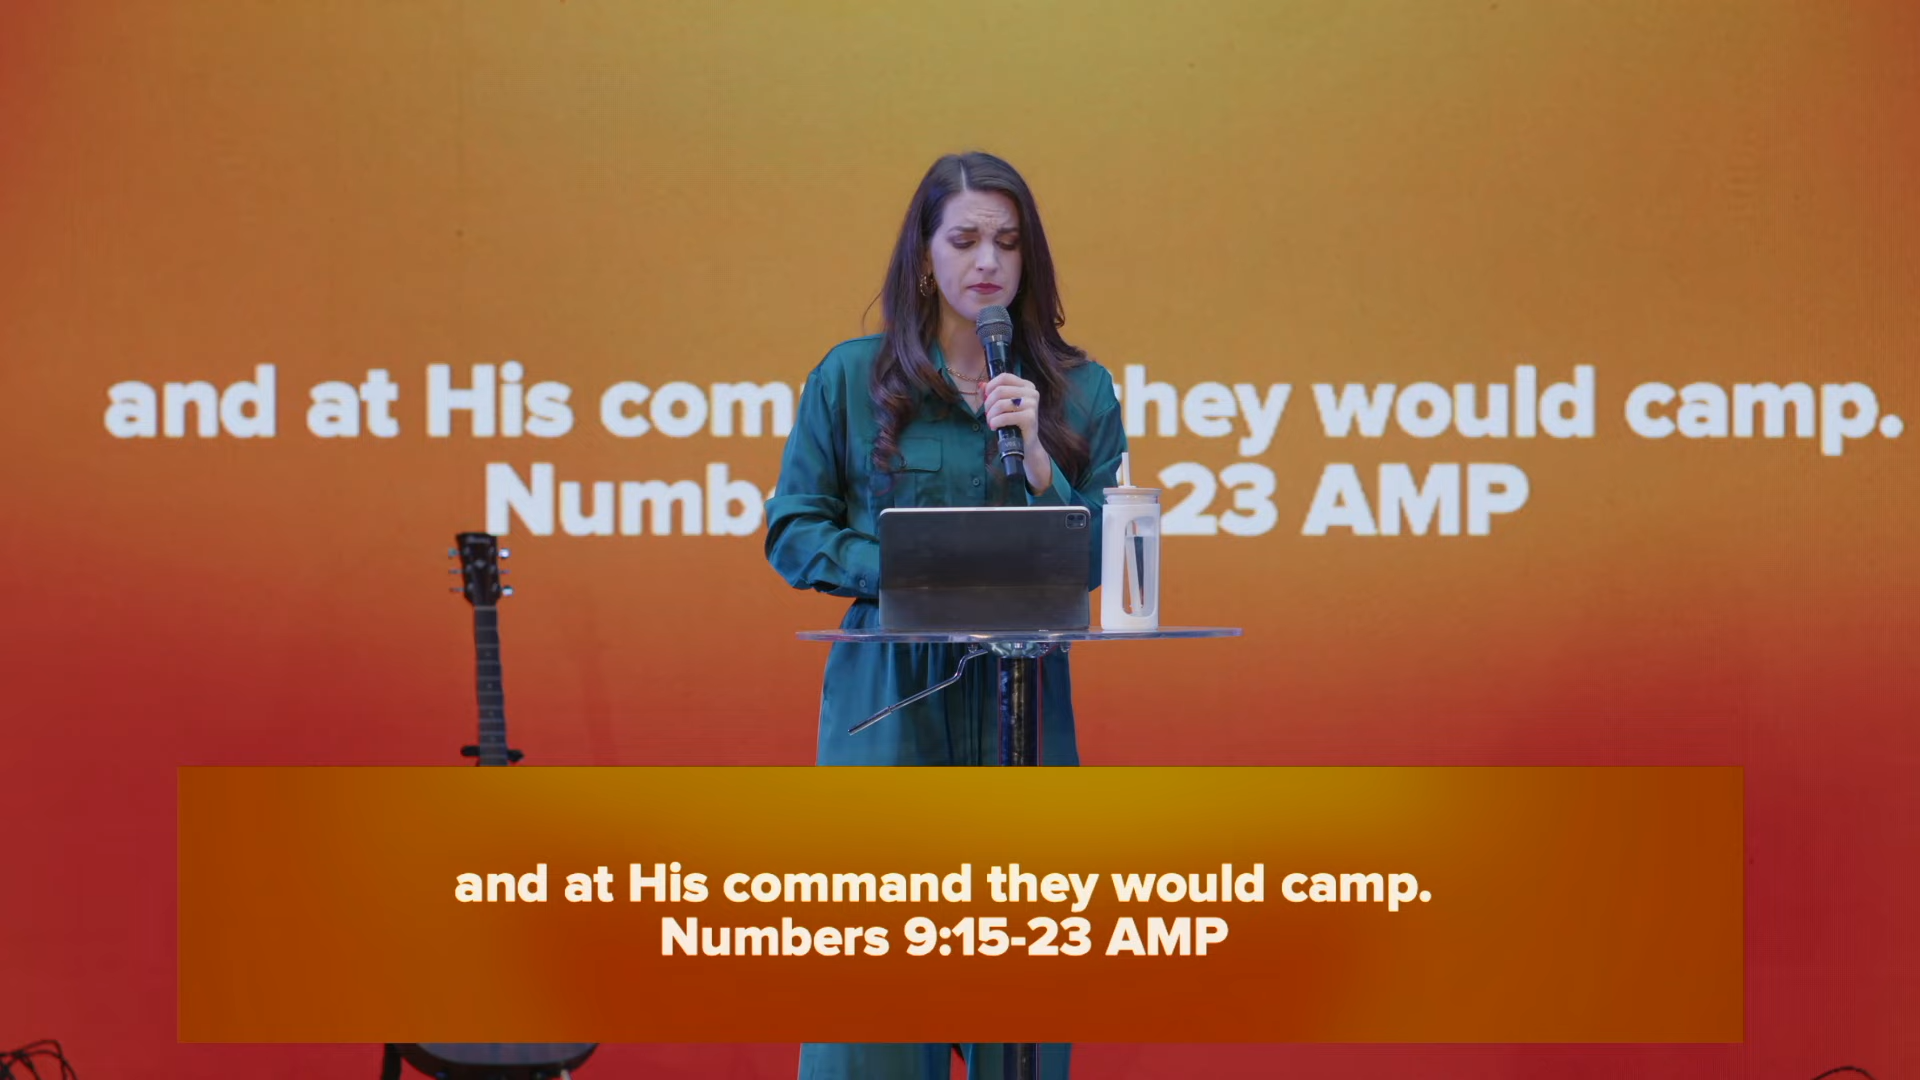 and at His com they would camp.
Numb 23 AMP
and at His command they would camp.
Numbers 9:15-23 AMP